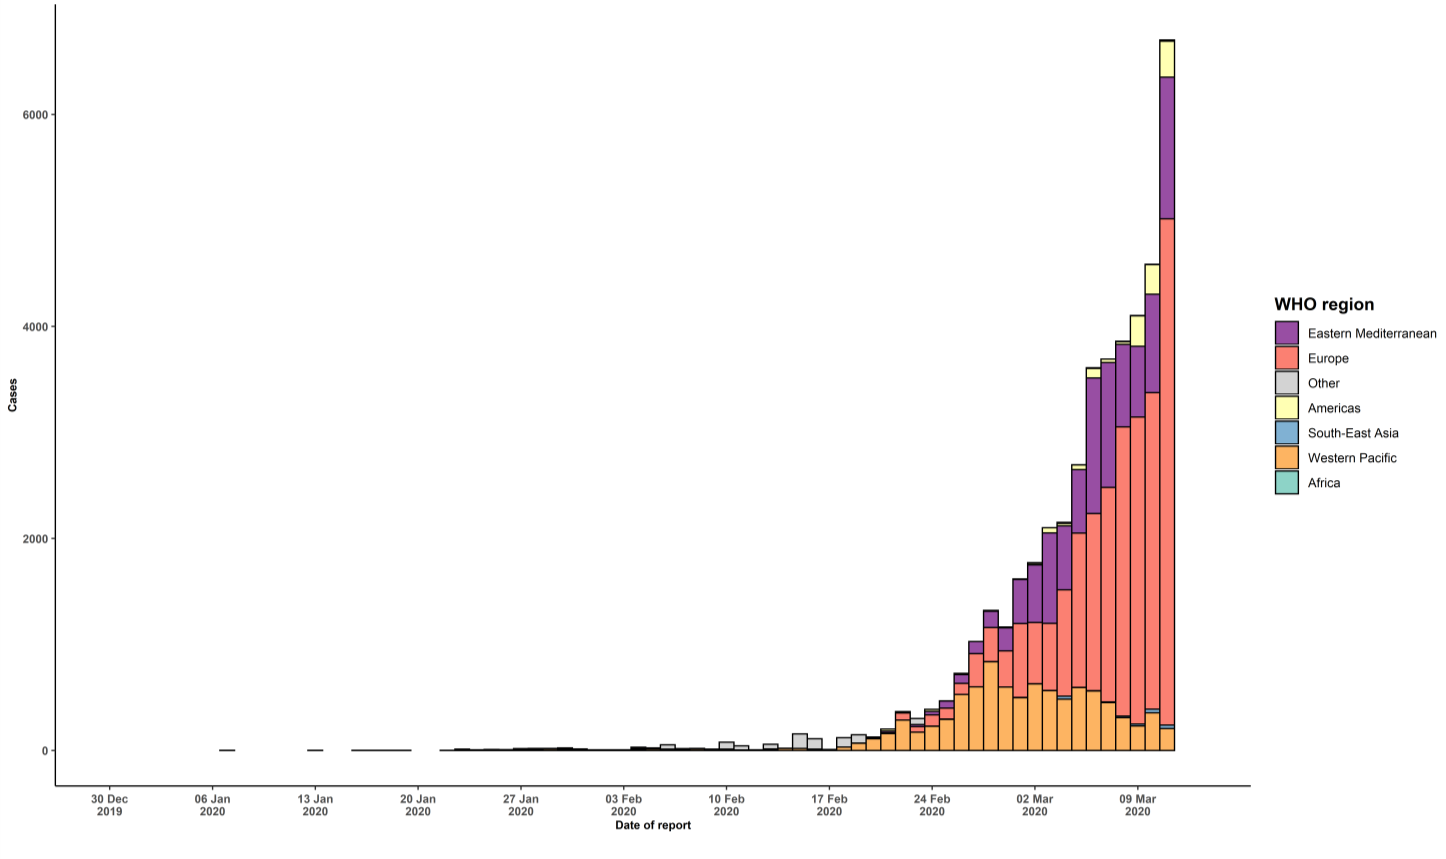 6000
4000
2000
0
Cases
30 Dec
2019
06 Jan
2020
13 Jan
2020
20 Jan
2020
27 Jan
2020
03 Feb
2020
10 Feb
2020
17 Feb
2020
24 Feb
2020
02 Mar
2020
09 Mar
2020
Date of report
WHO region
Eastern Mediterranean
Europe
Other
Americas
South-East Asia
Western Pacific
Africa